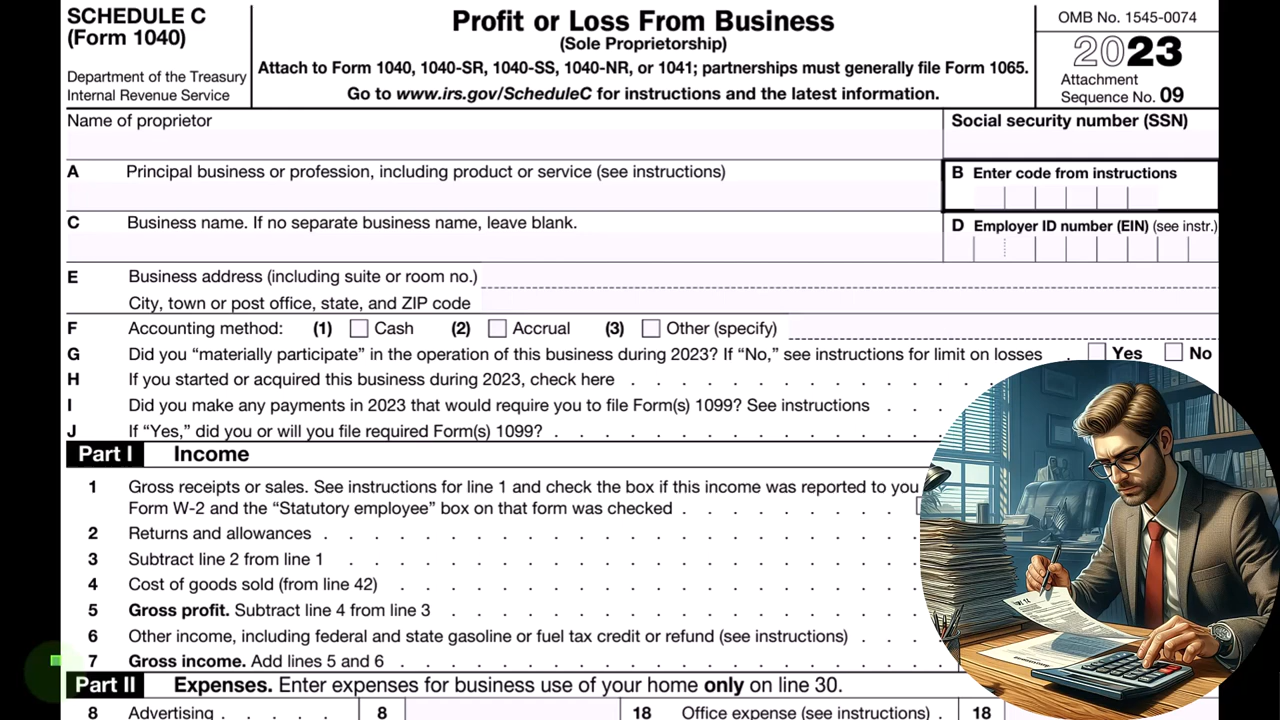 SCHEDULE C
(Form 1040)
Department of the Treasury
Internal Revenue Service
Profit or Loss From Business
(Sole Proprietorship)
Attach to Form 1040, 1040-SR, 1040-SS, 1040-NR, or 1041; partnerships must generally file Form 1065.
Go to www.irs.gov/ScheduleC for instructions and the latest information.
OMB No. 1545-0074
2023
Attachment
Sequence No. 09
Name of proprietor
Social security number (SSN)
A Principal business or profession, including product or service (see instructions)
B Enter code from instructions
C Business name. If no separate business name, leave blank.
D Employer ID number (EIN) (see instr.)
E Business address (including suite or room no.)
City, town or post office, state, and ZIP code
F Accounting method: (1) Cash (2) Accrual (3) Other (specify)
G Did you “materially participate” in the operation of this business during 2023? If “No,” see instructions for limit on losses . Yes No
H If you started or acquired this business during 2023, check here . . . . . . . . . . . . . . .
I Did you make any payments in 2023 that would require you to file Form(s) 1099? See instructions . . .
J If “Yes,” did you or will you file required Form(s) 1099? . . . . . . . . . . . . . . . .
Part I Income
1 Gross receipts or sales. See instructions for line 1 and check the box if this income was reported to you
Form W-2 and the “Statutory employee” box on that form was checked . . . . . . . . . .
2 Returns and allowances . . . . . . . . . . . . . . . . . . . . . . . .
3 Subtract line 2 from line 1 . . . . . . . . . . . . . . . . . . . . . . . .
4 Cost of goods sold (from line 42) . . . . . . . . . . . . . . . . . . . . .
5 Gross profit. Subtract line 4 from line 3 . . . . . . . . . . . . . . . . . . .
6 Other income, including federal and state gasoline or fuel tax credit or refund (see instructions) . . .
7 Gross income. Add lines 5 and 6 . . . . . . . . . . . . . . . . . . . . . .
Part II Expenses. Enter expenses for business use of your home only on line 30.
8 Advertising . . . . . 8
18 Office expense (see instructions) . 18